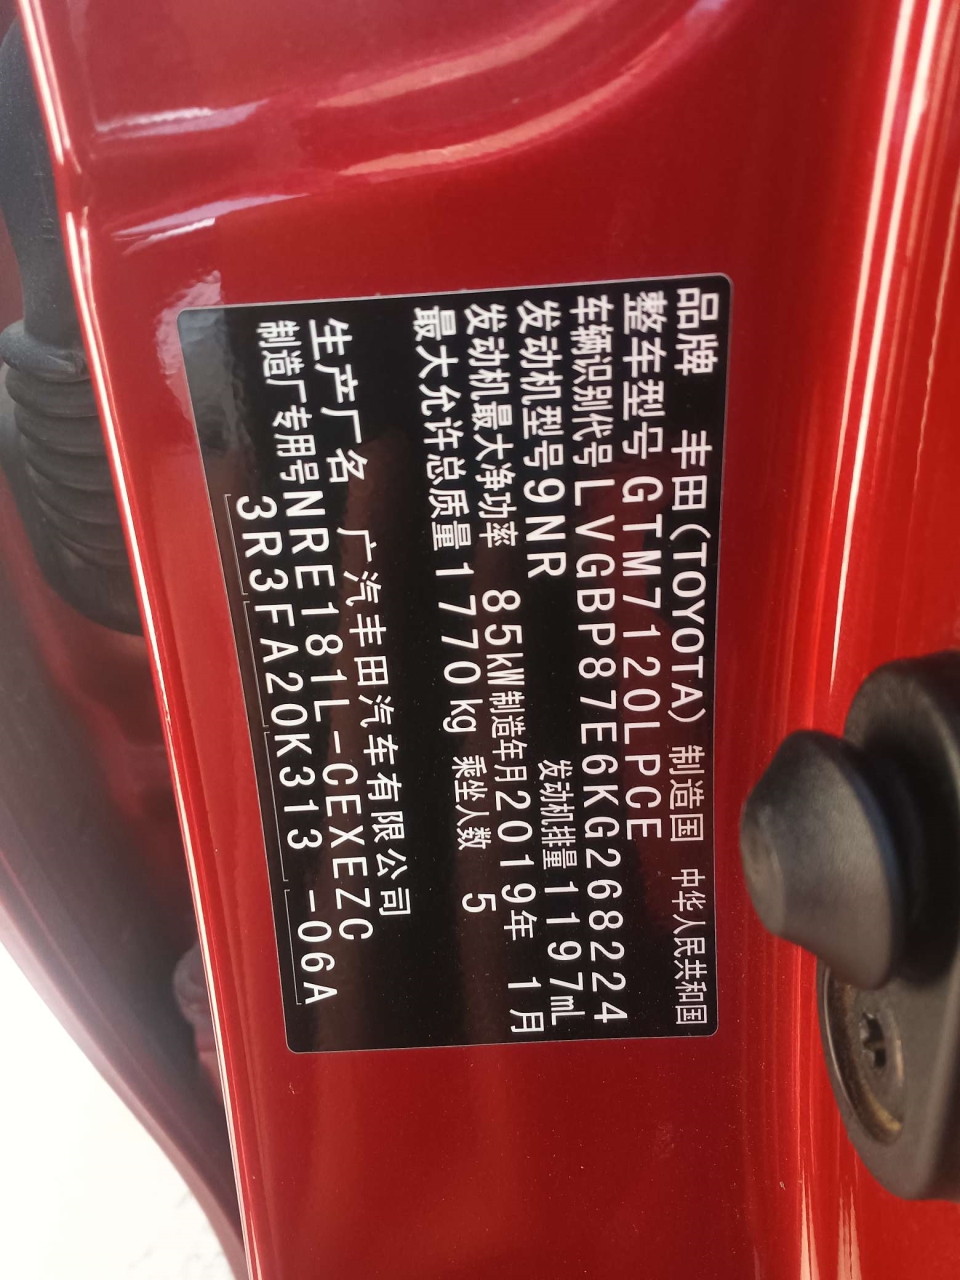 品牌 丰田(TOYOTA) 制造国 中华人民共和国
整车型号 GTM7120LPCE
车辆识别代号 LVGBP87E6KG268224
发动机型号 9NR 发动机排量 1197mL
发动机最大净功率 85kW 制造年月 2019年 1月
最大允许总质量 1770kg 乘坐人数 5
生产厂名 广汽丰田汽车有限公司
制造厂专用号 NRE181L-CEXEZC
3R3FA20K313 -06A